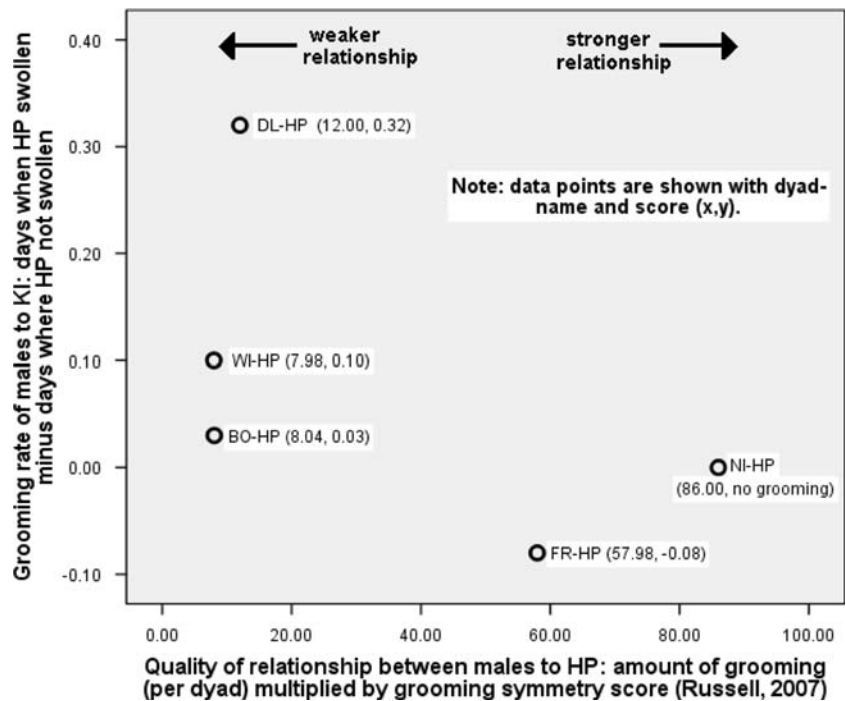 Grooming rate of males to KI: days when HP swollen
minus days where HP not swollen
0.40
0.30
0.20
0.10
0.00
-0.10
weaker
relationship
stronger
relationship
DL-HP (12.00, 0.32)
Note: data points are shown with dyad-
name and score (x,y).
WI-HP (7.98, 0.10)
BO-HP (8.04, 0.03)
NI-HP
(86.00, no grooming)
FR-HP (57.98, -0.08)
0.00 20.00 40.00 60.00 80.00 100.00
Quality of relationship between males to HP: amount of grooming
(per dyad) multiplied by grooming symmetry score (Russell, 2007)